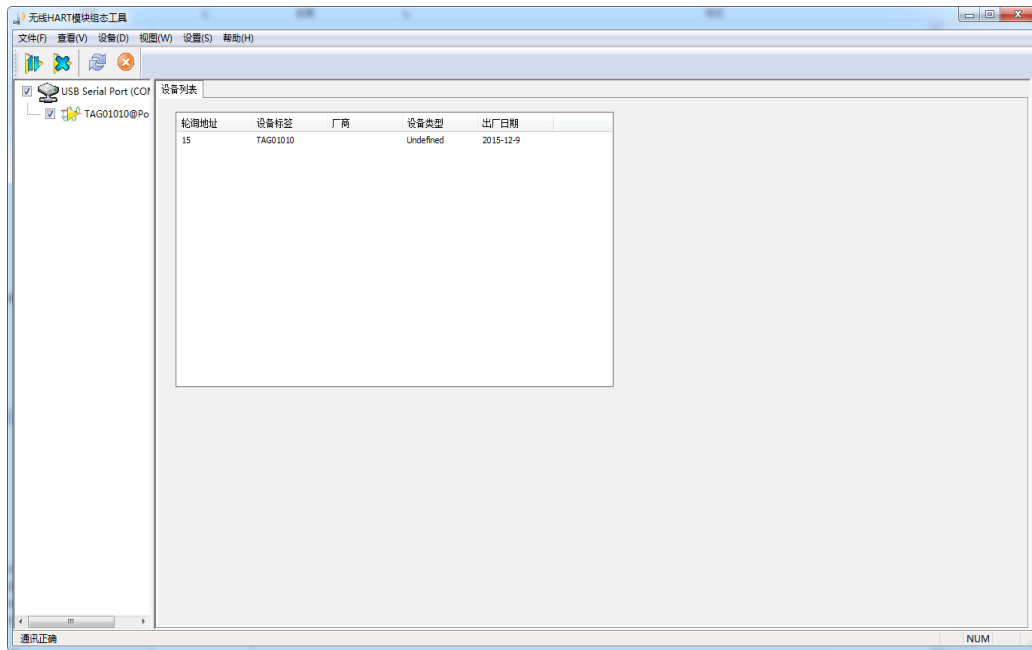 无线HART模块组态工具
文件(F) 查看(V) 设备(D) 视图(W) 设置(S) 帮助(H)
USB Serial Port (COM
TAG01010@Po
设备列表
轮询地址 设备标签 厂商 设备类型 出厂日期
15 TAG01010 Undefined 2015-12-9
通讯正确
NUM